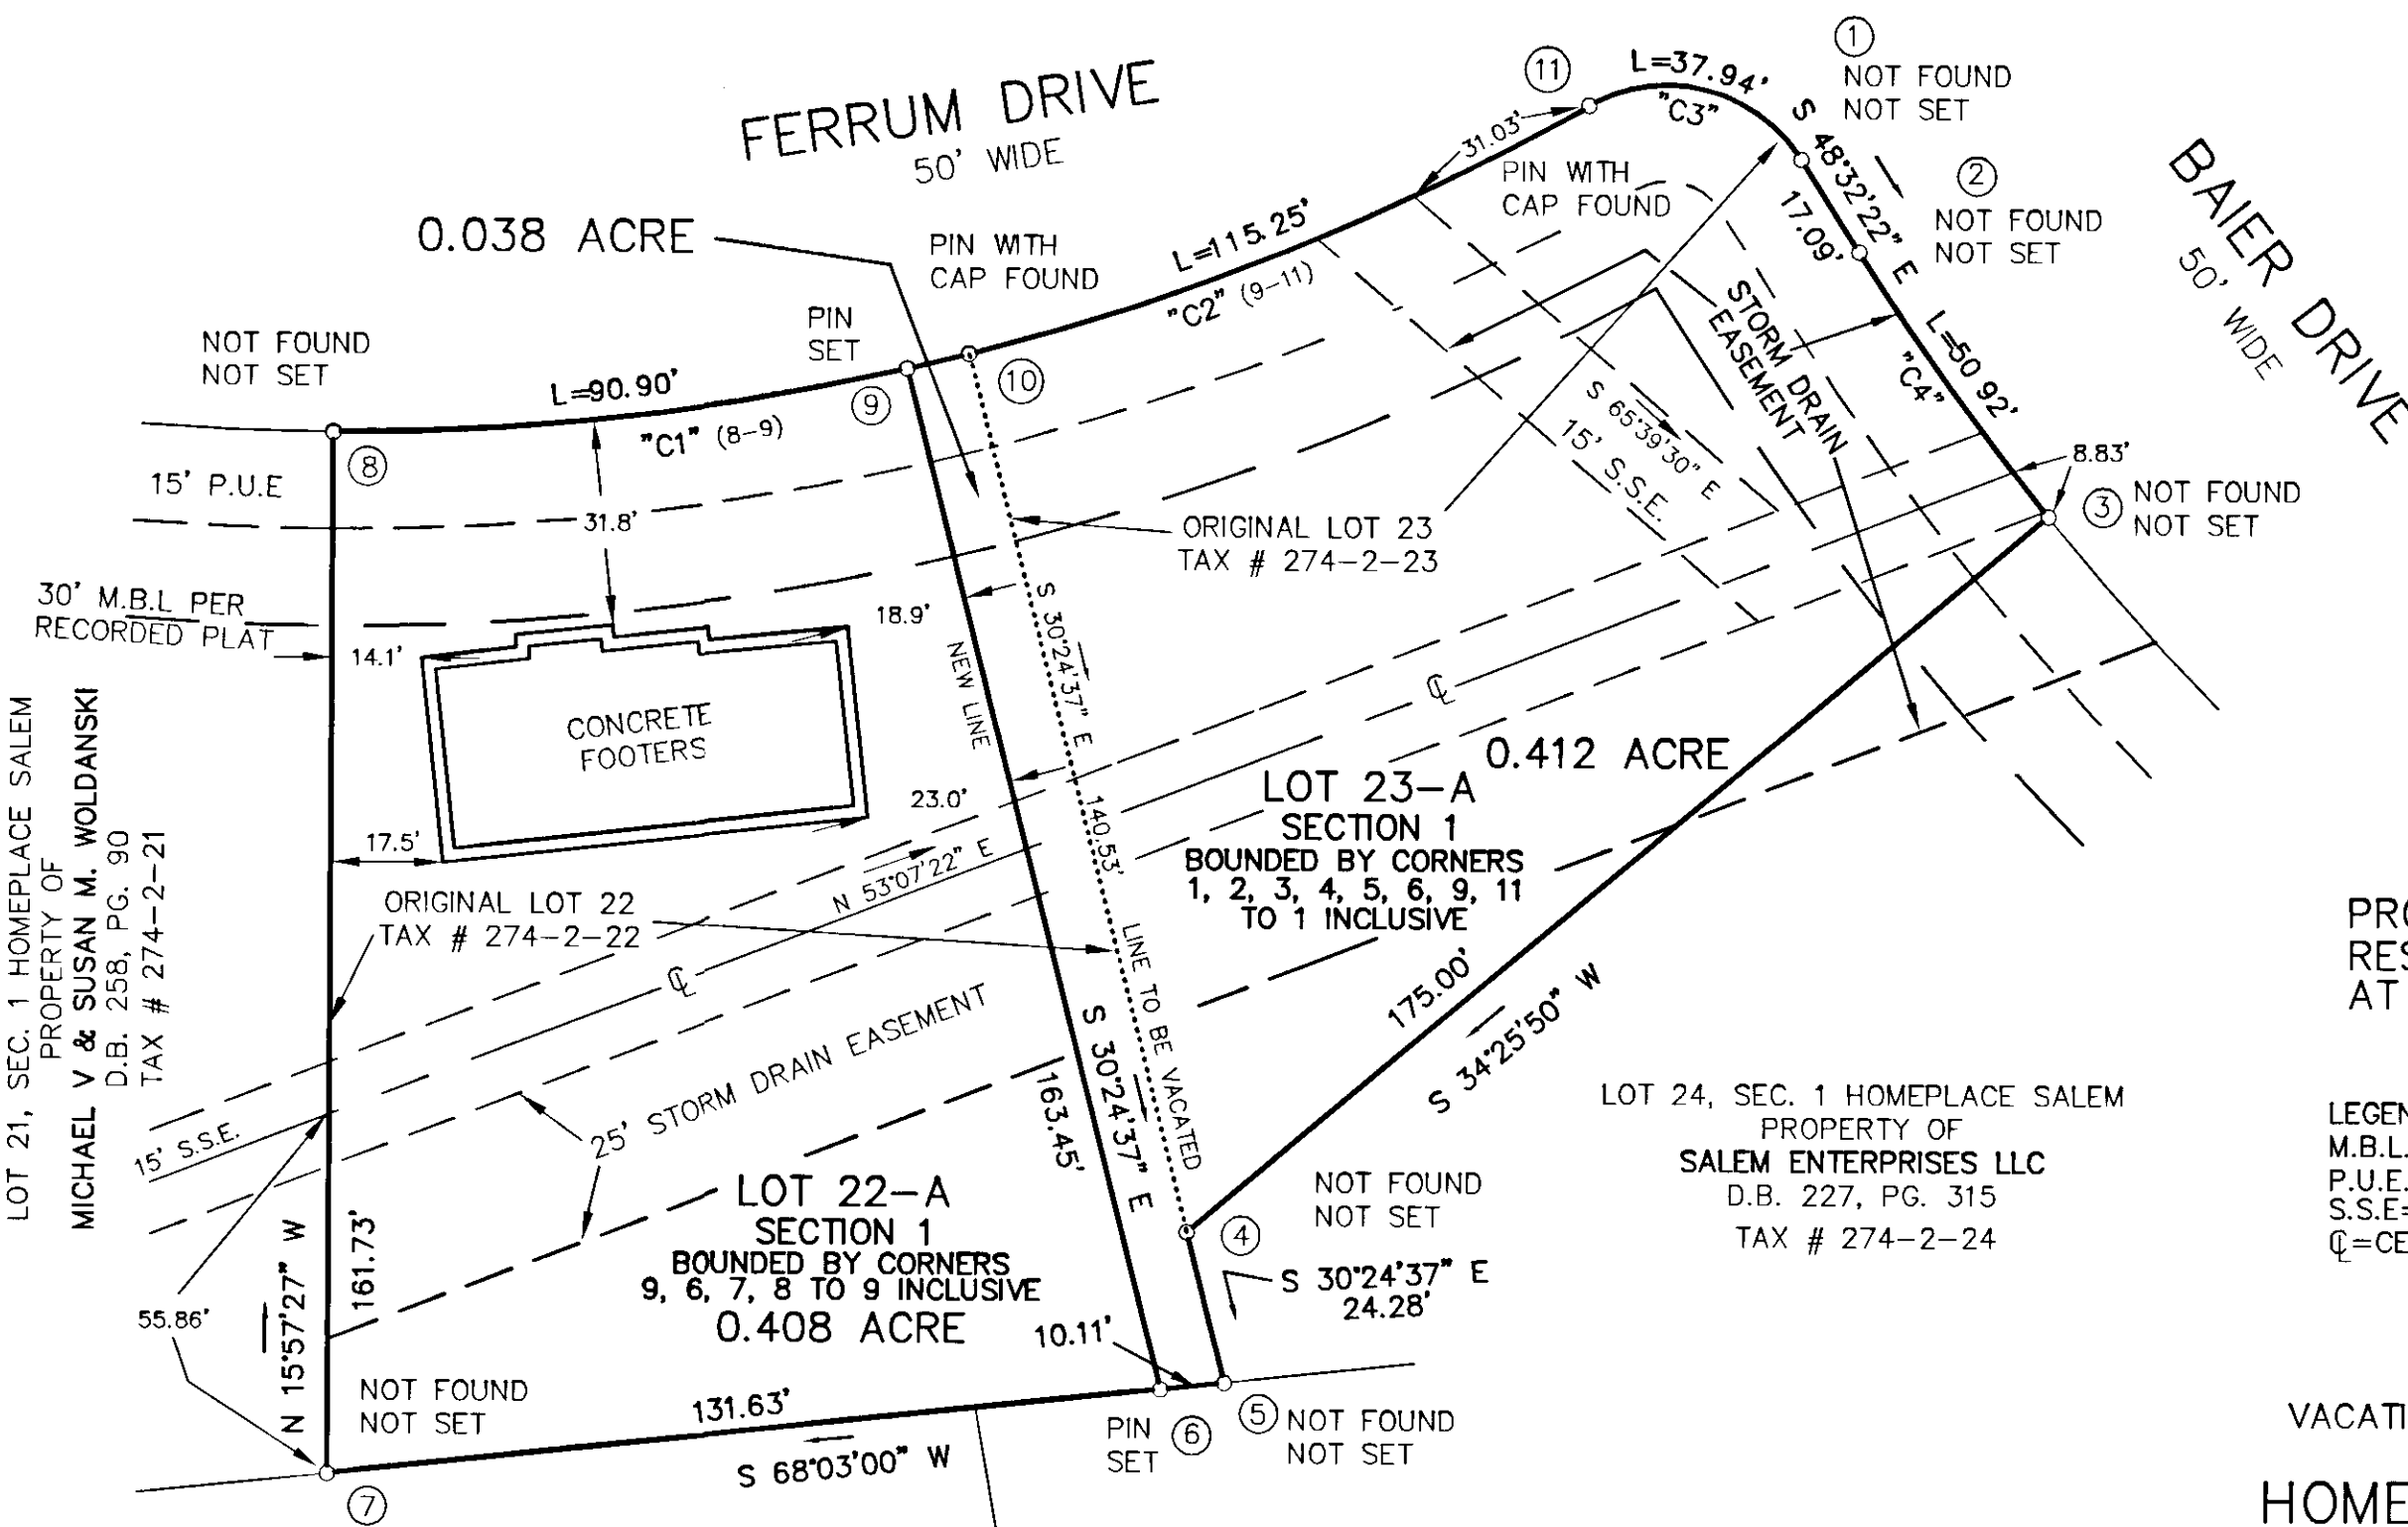 FERRUM DRIVE
50' WIDE
BAIER DRIVE
50' WIDE
0.038 ACRE
PIN WITH
CAP FOUND
PIN
SET
NOT FOUND
NOT SET
L=90.90'
"C1" (8-9)
8
9
10
L=115.25'
"C2" (9-11)
31.03'
11
L=37.94'
"C3"
1
NOT FOUND
NOT SET
PIN WITH
CAP FOUND
S 48°32'22" E
17.09'
2
NOT FOUND
NOT SET
STORM DRAIN
EASEMENT
L=50.92'
"C4"
8.83'
3
NOT FOUND
NOT SET
S 65°39'30" E
15' S.S.E.
15' P.U.E
31.8'
ORIGINAL LOT 23
TAX # 274-2-23
30' M.B.L PER
RECORDED PLAT
14.1'
18.9'
CONCRETE
FOOTERS
NEW LINE
S 30°24'37" E
140.53'
LINE TO BE VACATED
23.0'
17.5'
N 53°07'22" E
℄
℄
0.412 ACRE
LOT 23-A
SECTION 1
BOUNDED BY CORNERS
1, 2, 3, 4, 5, 6, 9, 11
TO 1 INCLUSIVE
ORIGINAL LOT 22
TAX # 274-2-22
LOT 21, SEC. 1 HOMEPLACE SALEM
PROPERTY OF
MICHAEL V & SUSAN M. WOLDANSKI
D.B. 258, PG. 90
TAX # 274-2-21
15' S.S.E.
25' STORM DRAIN EASEMENT
175.00'
S 34°25'50" W
S 30°24'37" E
163.45'
LOT 22-A
SECTION 1
BOUNDED BY CORNERS
9, 6, 7, 8 TO 9 INCLUSIVE
0.408 ACRE
LOT 24, SEC. 1 HOMEPLACE SALEM
PROPERTY OF
SALEM ENTERPRISES LLC
D.B. 227, PG. 315
TAX # 274-2-24
NOT FOUND
NOT SET
4
S 30°24'37" E
24.28'
10.11'
55.86'
N 15°57'27" W
161.73'
NOT FOUND
NOT SET
131.63'
S 68°03'00" W
PIN
SET
6
5
NOT FOUND
NOT SET
7
PRO
RES
AT
LEGEN
M.B.L.
P.U.E.
S.S.E=
℄=CE
VACATI
HOME